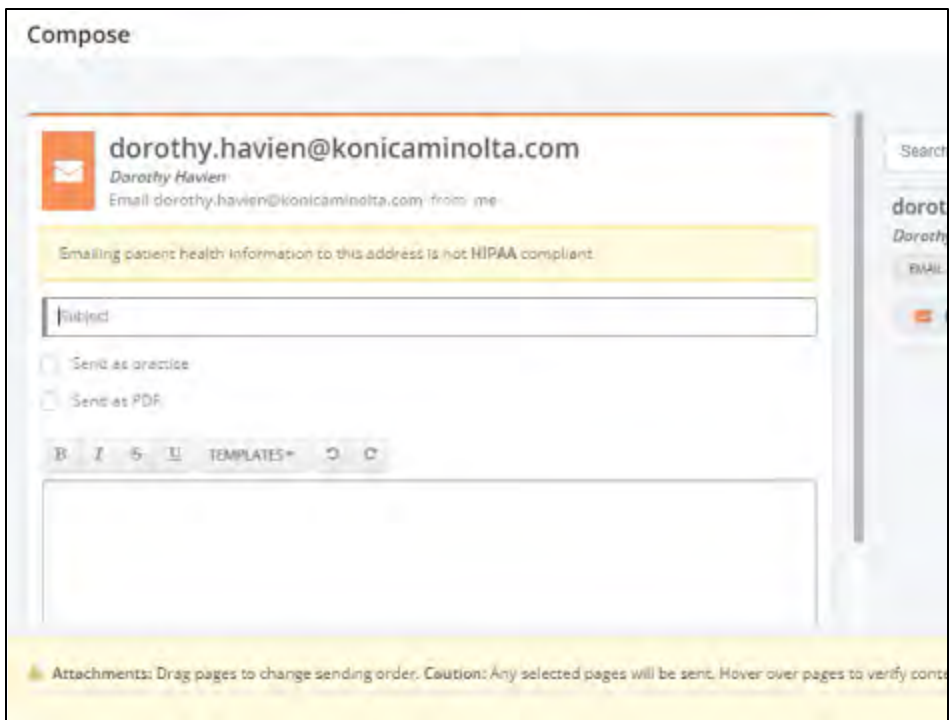 Compose
dorothy.havien@konicaminolta.com
Dorothy Havien
Email dorothy.havien@konicaminolta.com from me
Emailing patient health information to this address is not HIPAA compliant
Subject
Send as practice
Send as PDF
B I S U TEMPLATES
Search
dorot
Dorothy
EMAIL
Attachments: Drag pages to change sending order. Caution: Any selected pages will be sent. Hover over pages to verify conte